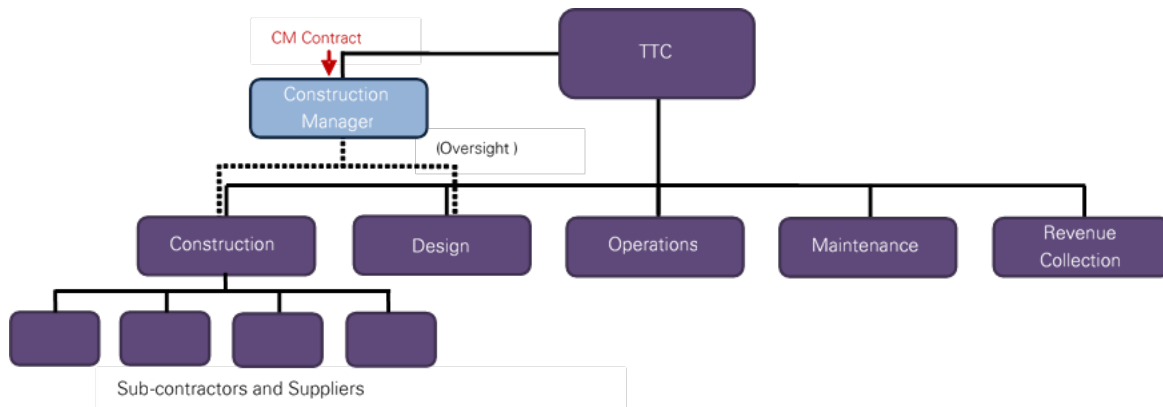 CM Contract
TTC
Construction
Manager
(Oversight )
Construction
Design
Operations
Maintenance
Revenue
Collection
Sub-contractors and Suppliers